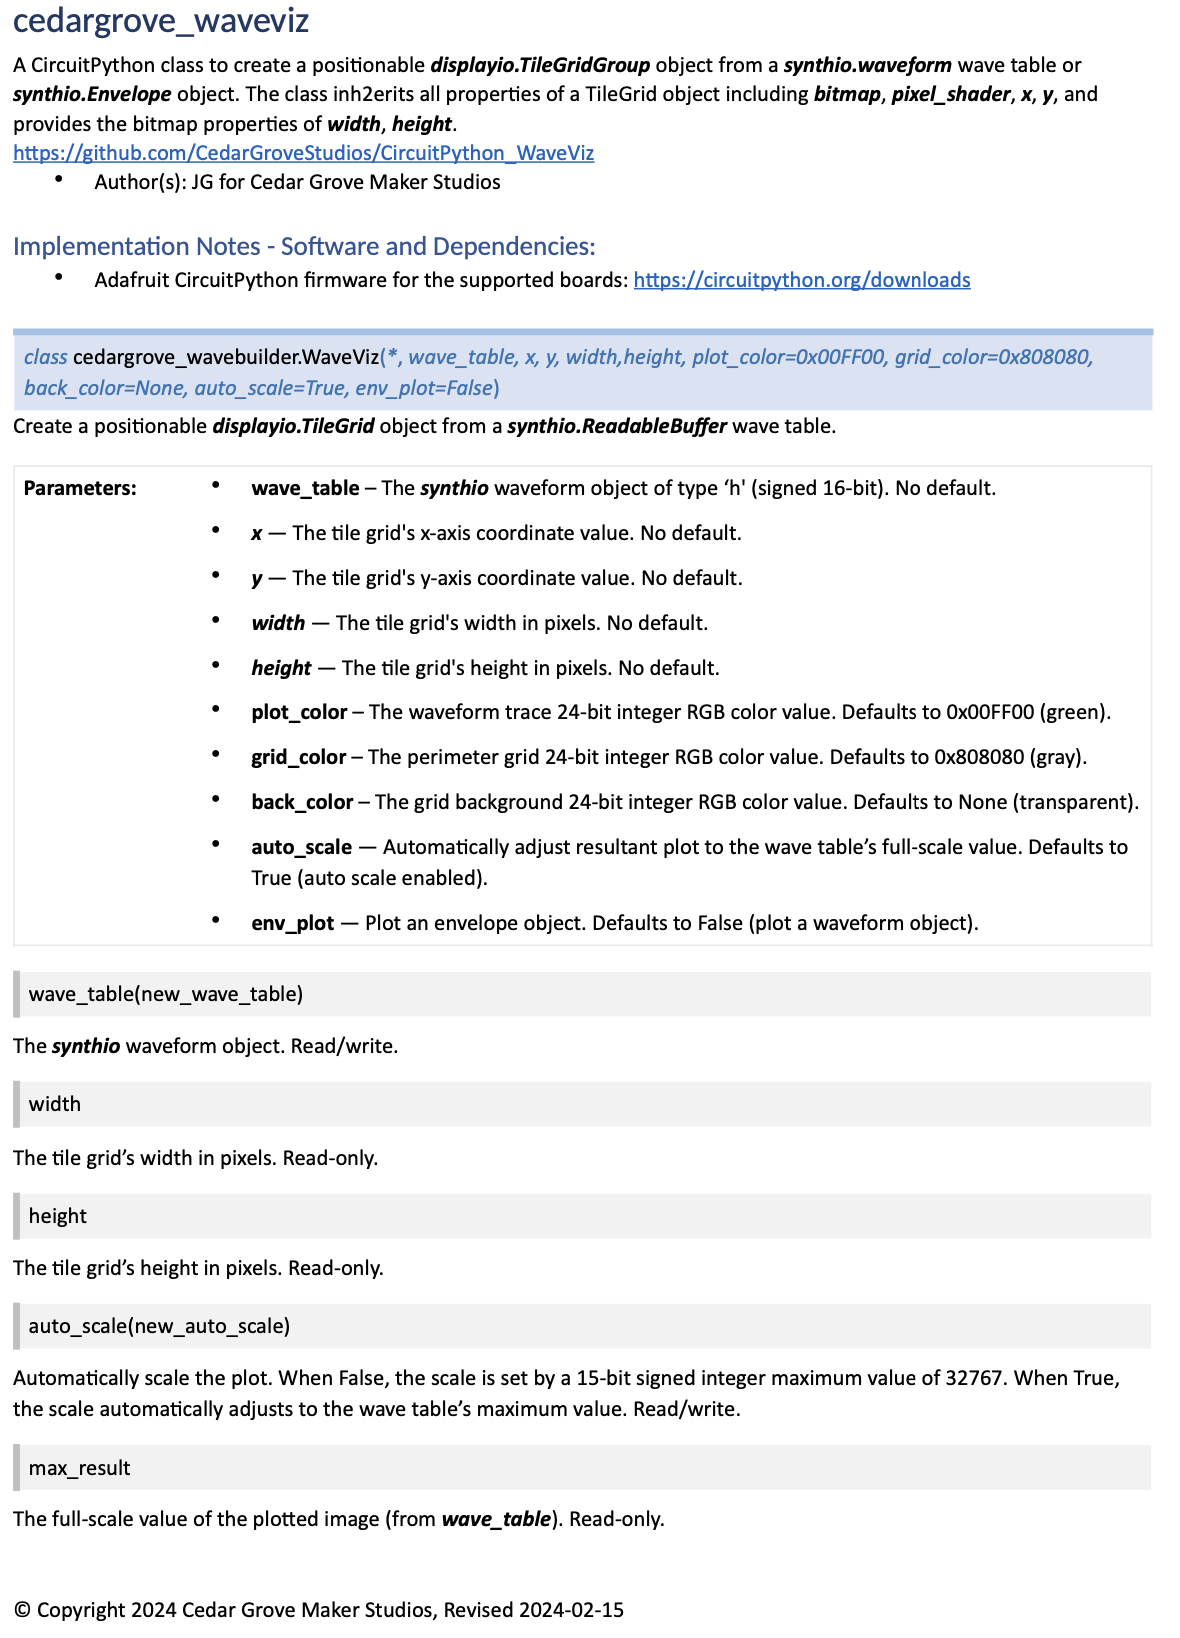 cedargrove_waveviz
A CircuitPython class to create a positionable displayio.TileGridGroup object from a synthio.waveform wave table or
synthio.Envelope object. The class inh2erits all properties of a TileGrid object including bitmap, pixel_shader, x, y, and
provides the bitmap properties of width, height.
https://github.com/CedarGroveStudios/CircuitPython_WaveViz
• Author(s): JG for Cedar Grove Maker Studios
Implementation Notes - Software and Dependencies:
• Adafruit CircuitPython firmware for the supported boards: https://circuitpython.org/downloads
class cedargrove_wavebuilder.WaveViz(*, wave_table, x, y, width,height, plot_color=0x00FF00, grid_color=0x808080,
back_color=None, auto_scale=True, env_plot=False)
Create a positionable displayio.TileGrid object from a synthio.ReadableBuffer wave table.
Parameters: • wave_table – The synthio waveform object of type ‘h' (signed 16-bit). No default.
• x — The tile grid's x-axis coordinate value. No default.
• y — The tile grid's y-axis coordinate value. No default.
• width — The tile grid's width in pixels. No default.
• height — The tile grid's height in pixels. No default.
• plot_color – The waveform trace 24-bit integer RGB color value. Defaults to 0x00FF00 (green).
• grid_color – The perimeter grid 24-bit integer RGB color value. Defaults to 0x808080 (gray).
• back_color – The grid background 24-bit integer RGB color value. Defaults to None (transparent).
• auto_scale — Automatically adjust resultant plot to the wave table’s full-scale value. Defaults to
True (auto scale enabled).
• env_plot — Plot an envelope object. Defaults to False (plot a waveform object).
wave_table(new_wave_table)
The synthio waveform object. Read/write.
width
The tile grid’s width in pixels. Read-only.
height
The tile grid’s height in pixels. Read-only.
auto_scale(new_auto_scale)
Automatically scale the plot. When False, the scale is set by a 15-bit signed integer maximum value of 32767. When True,
the scale automatically adjusts to the wave table’s maximum value. Read/write.
max_result
The full-scale value of the plotted image (from wave_table). Read-only.
© Copyright 2024 Cedar Grove Maker Studios, Revised 2024-02-15